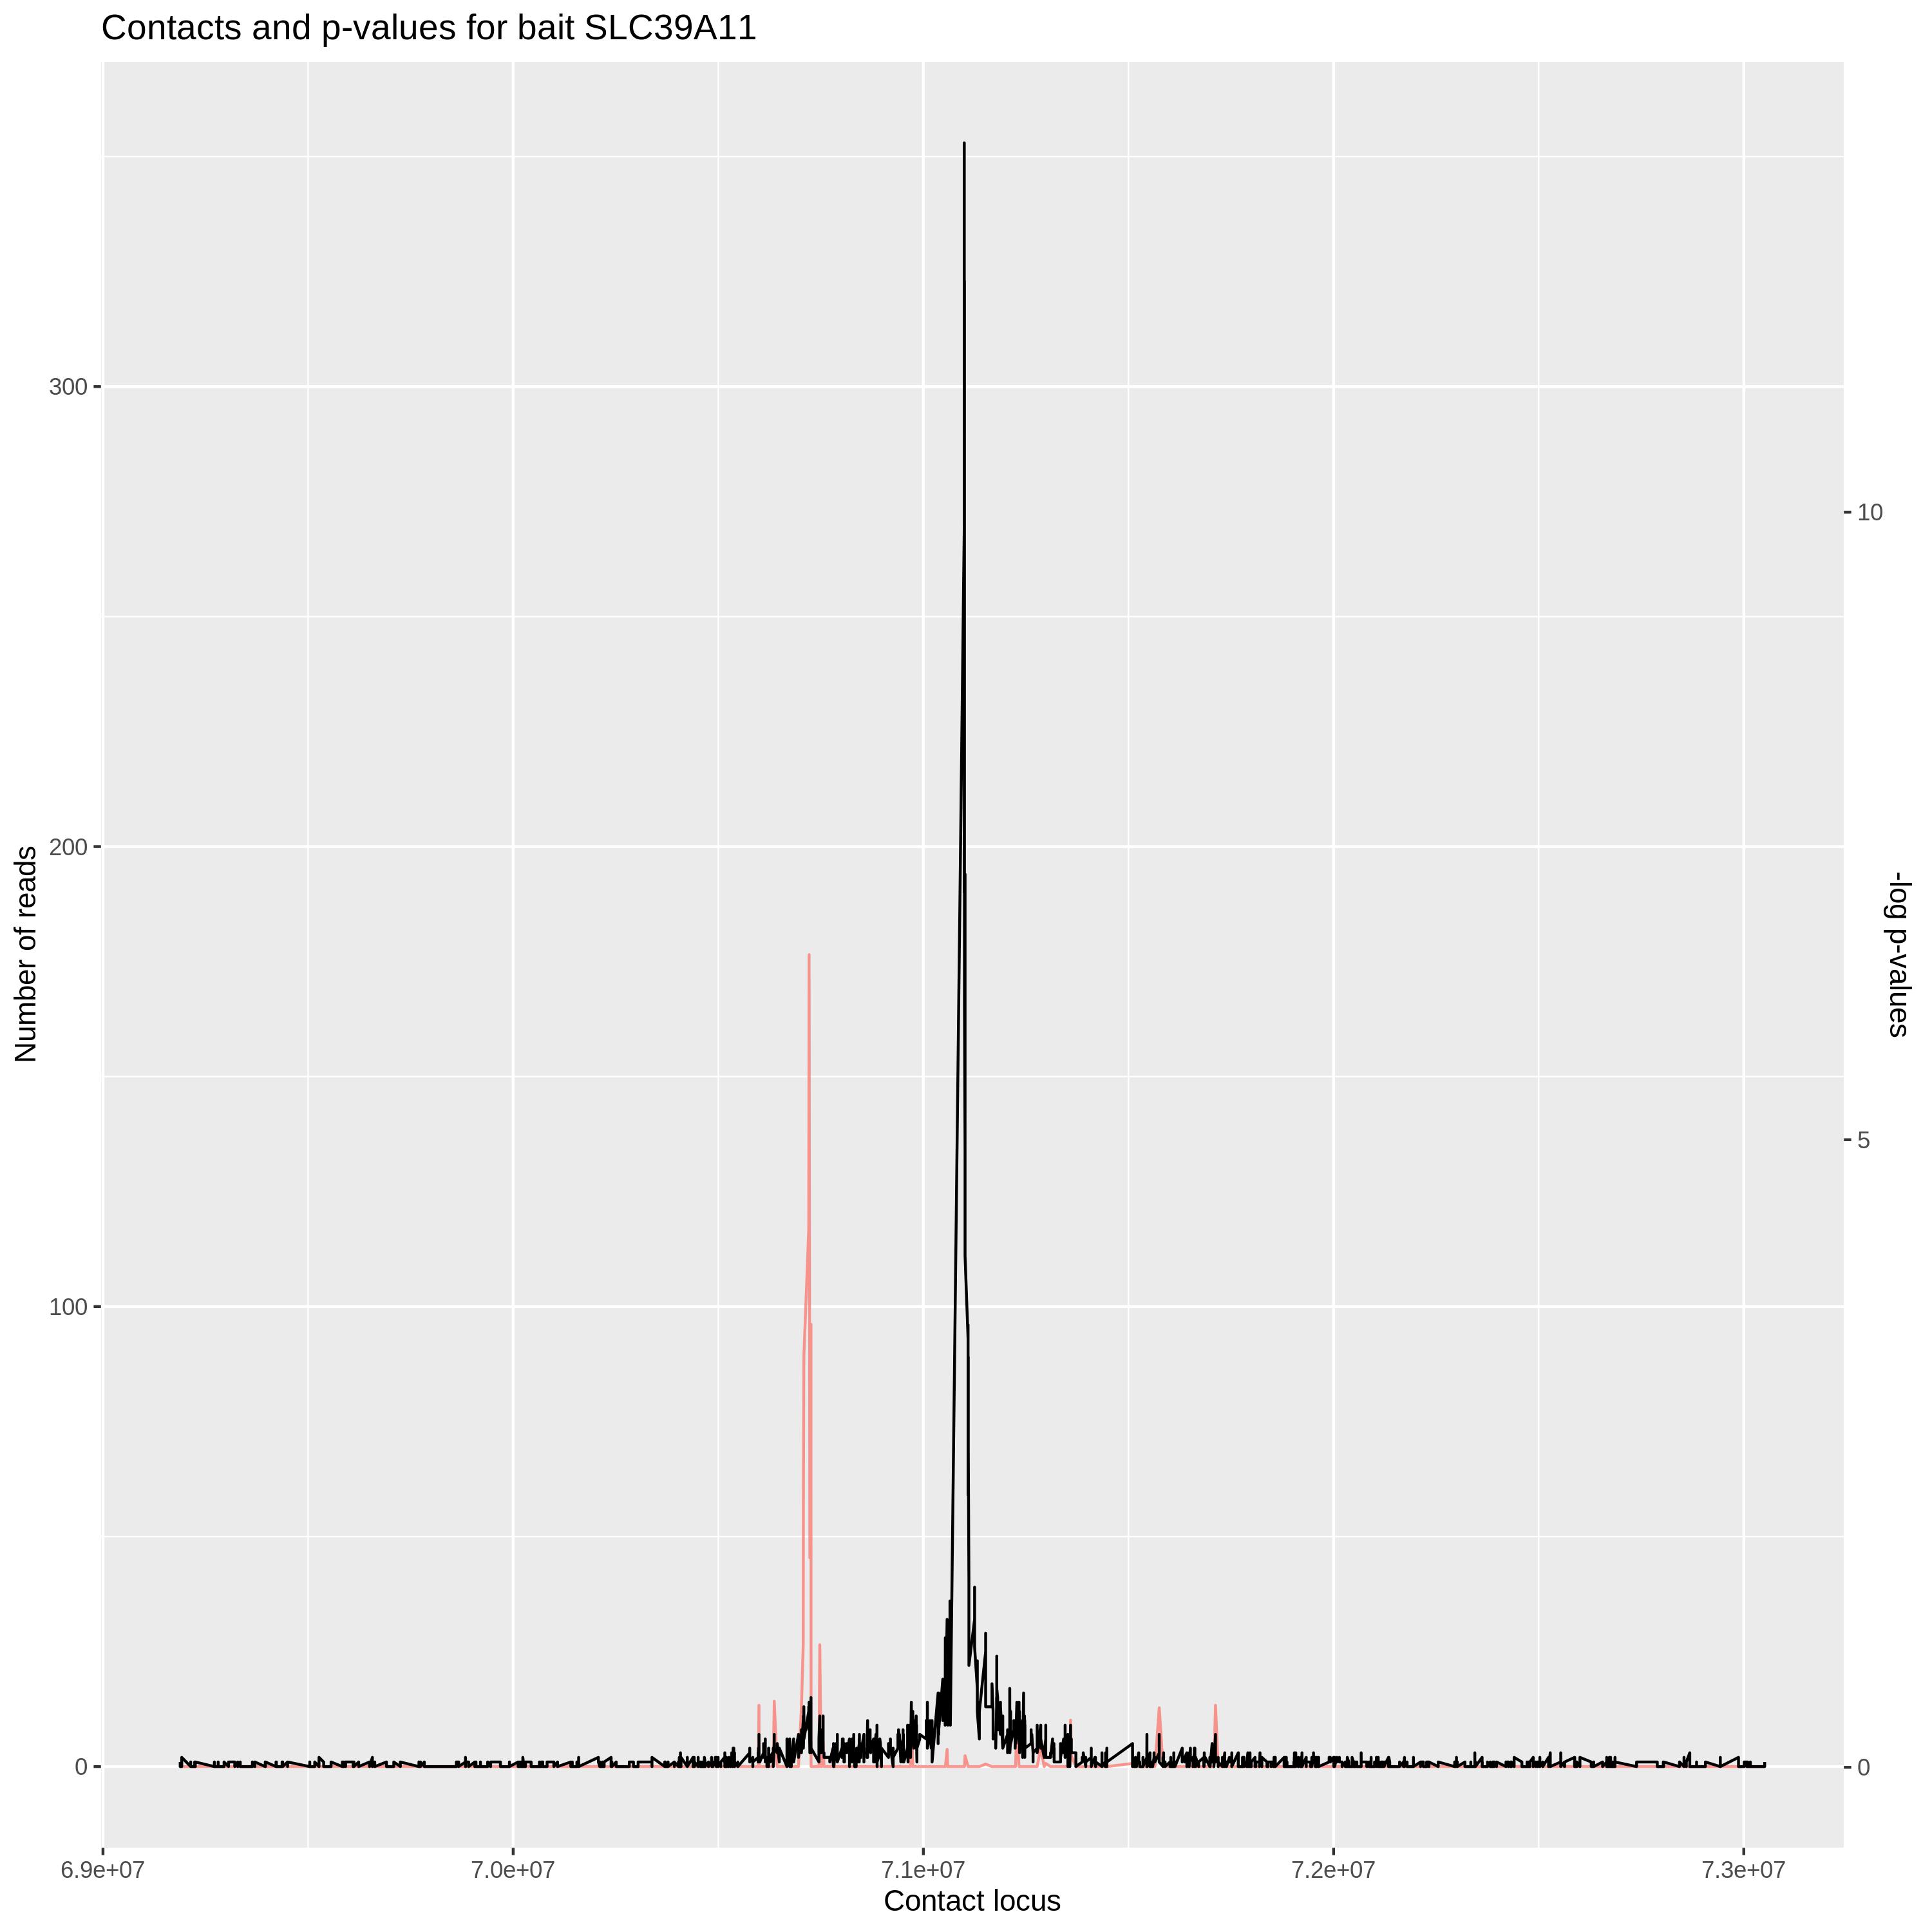 Contacts and p-values for bait SLC39A11
Number of reads
300
200
100
0
10
5
0
-log p-values
6.9e+07
7.0e+07
7.1e+07
7.2e+07
7.3e+07
Contact locus